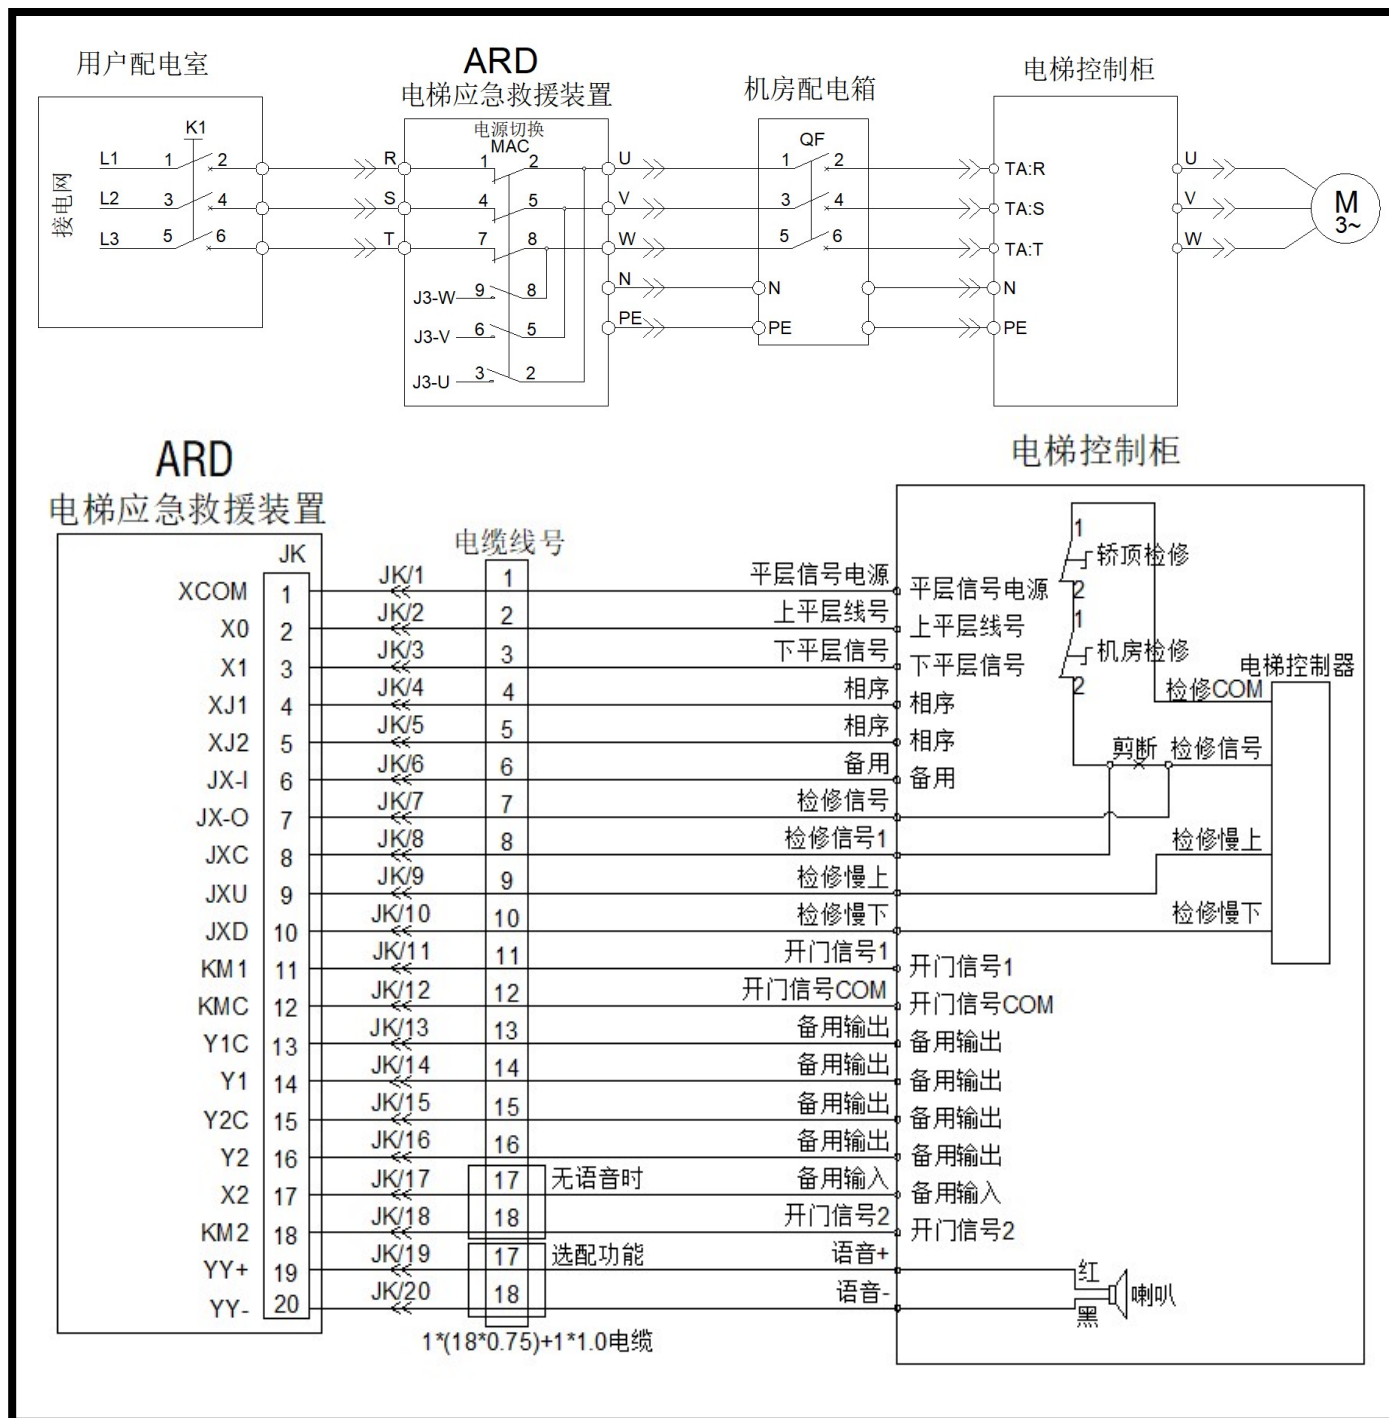 用户配电室
ARD
电梯应急救援装置
机房配电箱
电梯控制柜
接电网
K1
L1 1 2
L2 3 4
L3 5 6
R
S
T
电源切换
MAC
1 2
4 5
7 8
J3-W 9 8
J3-V 6 5
J3-U 3 2
U
V
W
N
PE
QF
1 2
3 4
5 6
N
PE
TA:R
TA:S
TA:T
N
PE
U
V
W
M
3~
ARD
电梯应急救援装置
电缆线号
电梯控制柜
JK
XCOM 1 JK/1 1 平层信号电源 平层信号电源
X0 2 JK/2 2 上平层线号 上平层线号
X1 3 JK/3 3 下平层信号 下平层信号
XJ1 4 JK/4 4 相序 相序
XJ2 5 JK/5 5 相序 相序
JX-I 6 JK/6 6 备用 备用
JX-O 7 JK/7 7 检修信号
JXC 8 JK/8 8 检修信号1
JXU 9 JK/9 9 检修慢上
JXD 10 JK/10 10 检修慢下
KM1 11 JK/11 11 开门信号1 开门信号1
KMC 12 JK/12 12 开门信号COM 开门信号COM
Y1C 13 JK/13 13 备用输出 备用输出
Y1 14 JK/14 14 备用输出 备用输出
Y2C 15 JK/15 15 备用输出 备用输出
Y2 16 JK/16 16 备用输出 备用输出
X2 17 JK/17 17 无语音时 备用输入 备用输入
KM2 18 JK/18 18 开门信号2 开门信号2
YY+ 19 JK/19 17 选配功能 语音+
YY- 20 JK/20 18 语音-
1*(18*0.75)+1*1.0电缆
1
轿顶检修
2
1
机房检修
2
电梯控制器
检修COM
剪断 检修信号
检修慢上
检修慢下
红
喇叭
黑